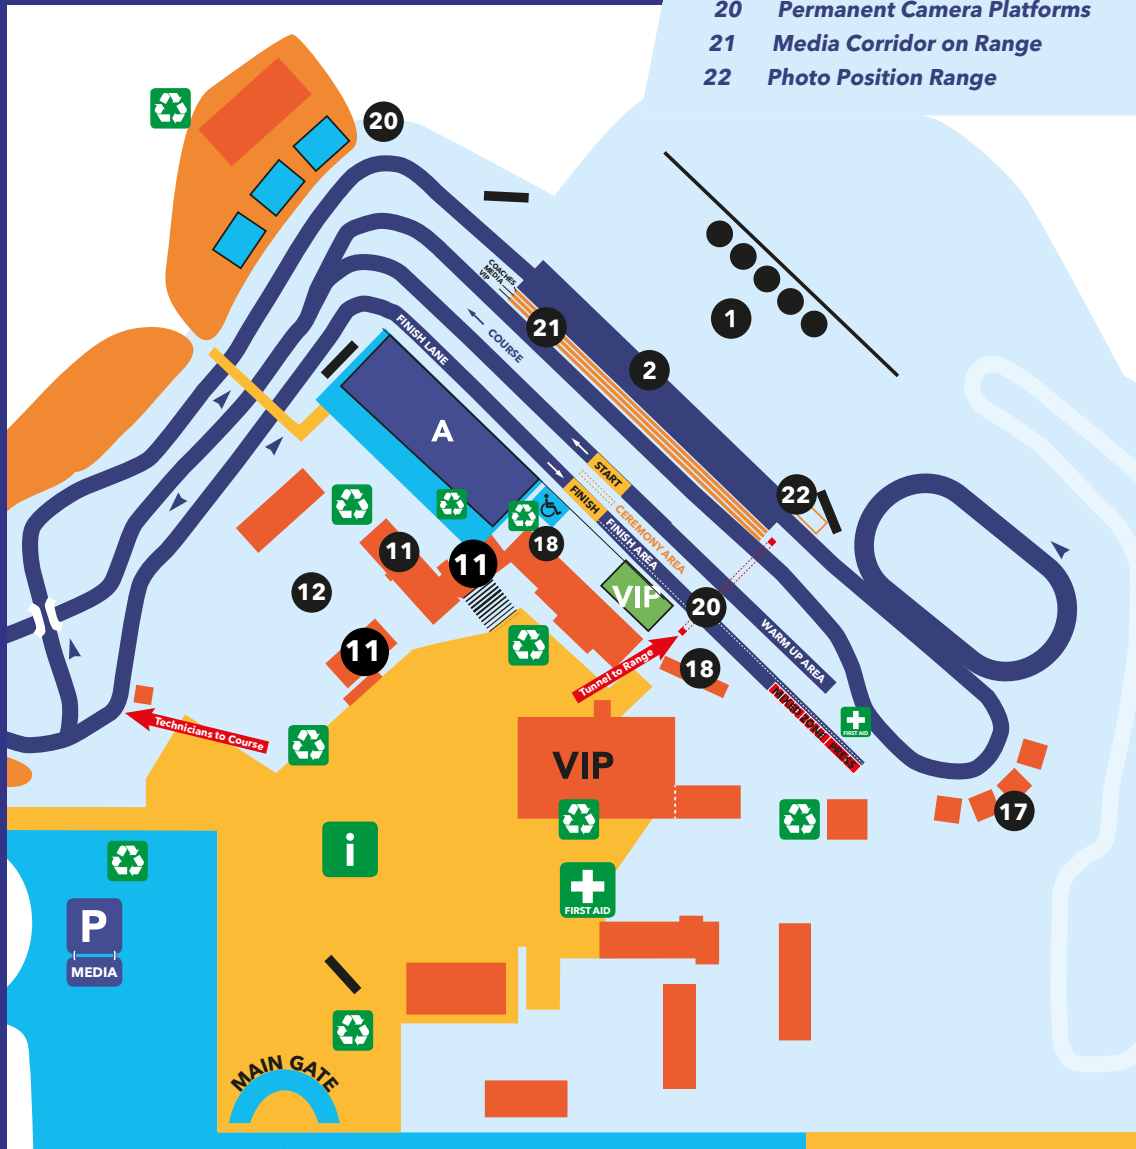 20 Permanent Camera Platforms
21 Media Corridor on Range
22 Photo Position Range
20
COACHES
MEDIA
VIP
21
1
COURSE
FINISH LANE
2
A
START
FINISH
22
CEREMONY AREA
FINISH AREA
18
11
11
12
VIP
20
WARM UP AREA
11
Tunnel to Range
18
PRESS
FIRST AID
Technicians to Course
VIP
17
i
FIRST AID
P
MEDIA
MAIN GATE